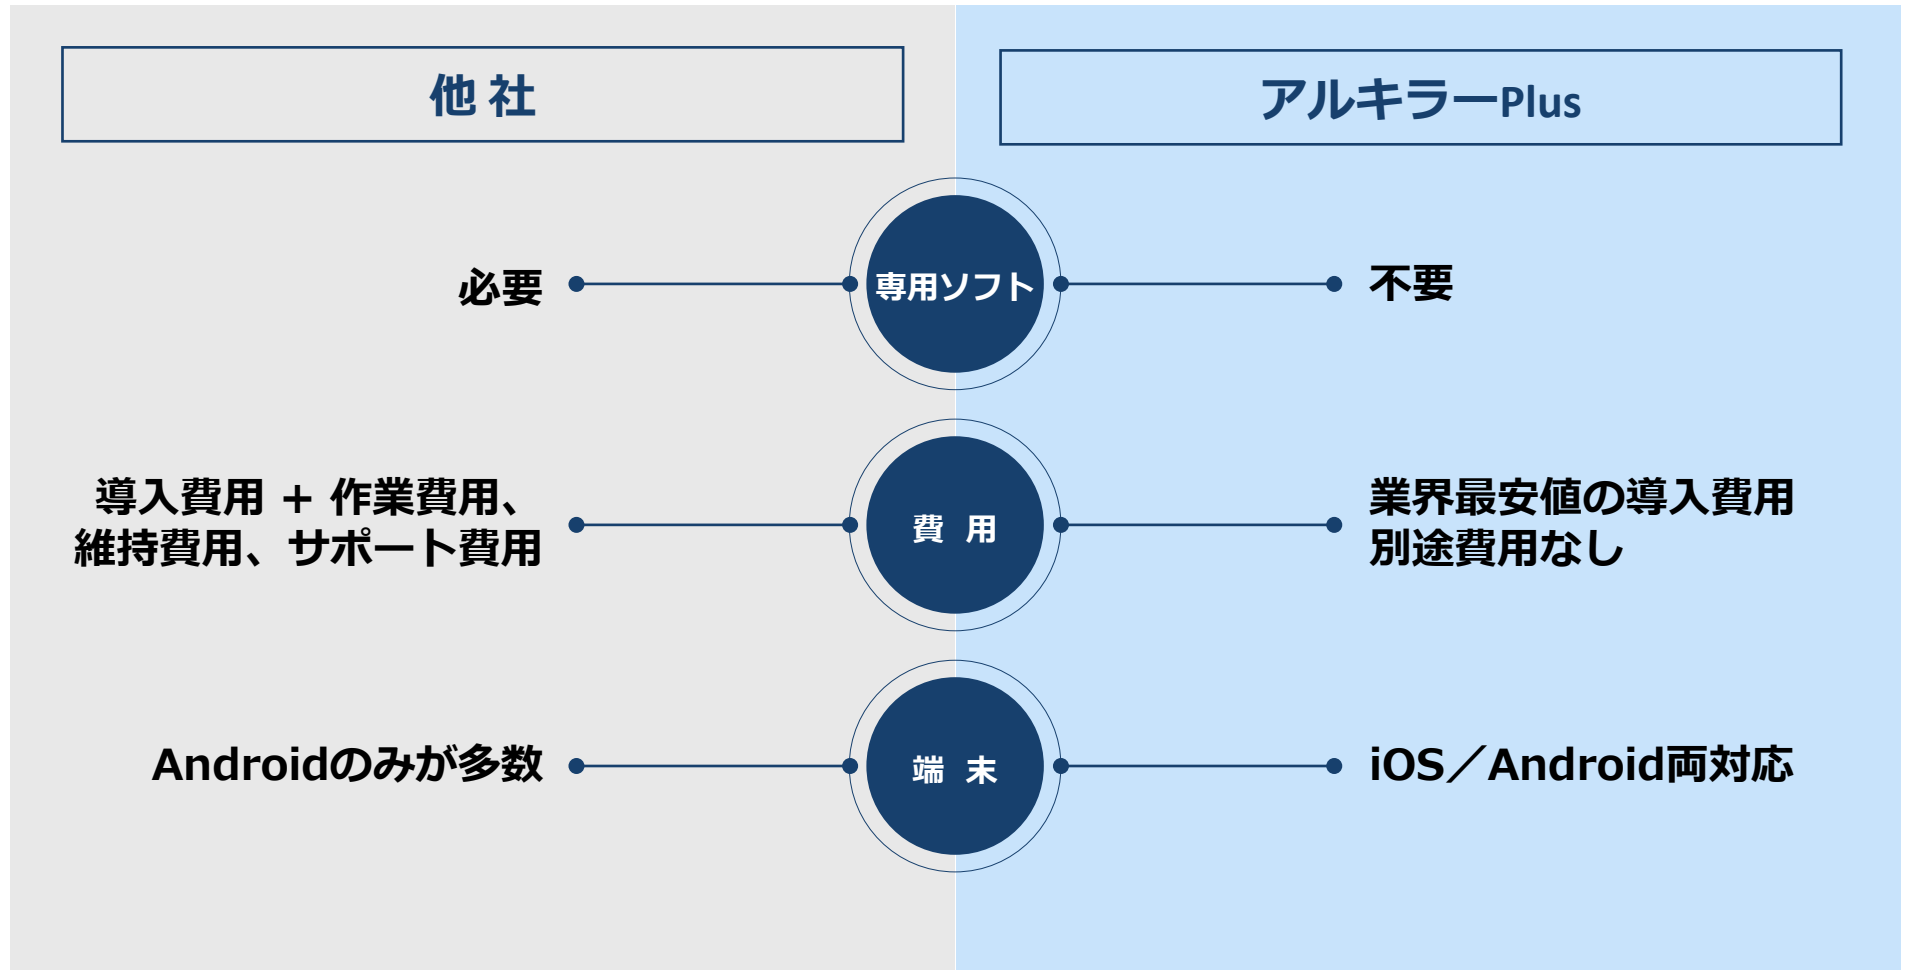 他 社
アルキラーPlus
必要
専用ソフト
不要
導入費用 + 作業費用、
維持費用、サポート費用
費 用
業界最安値の導入費用
別途費用なし
Androidのみが多数
端 末
iOS／Android両対応